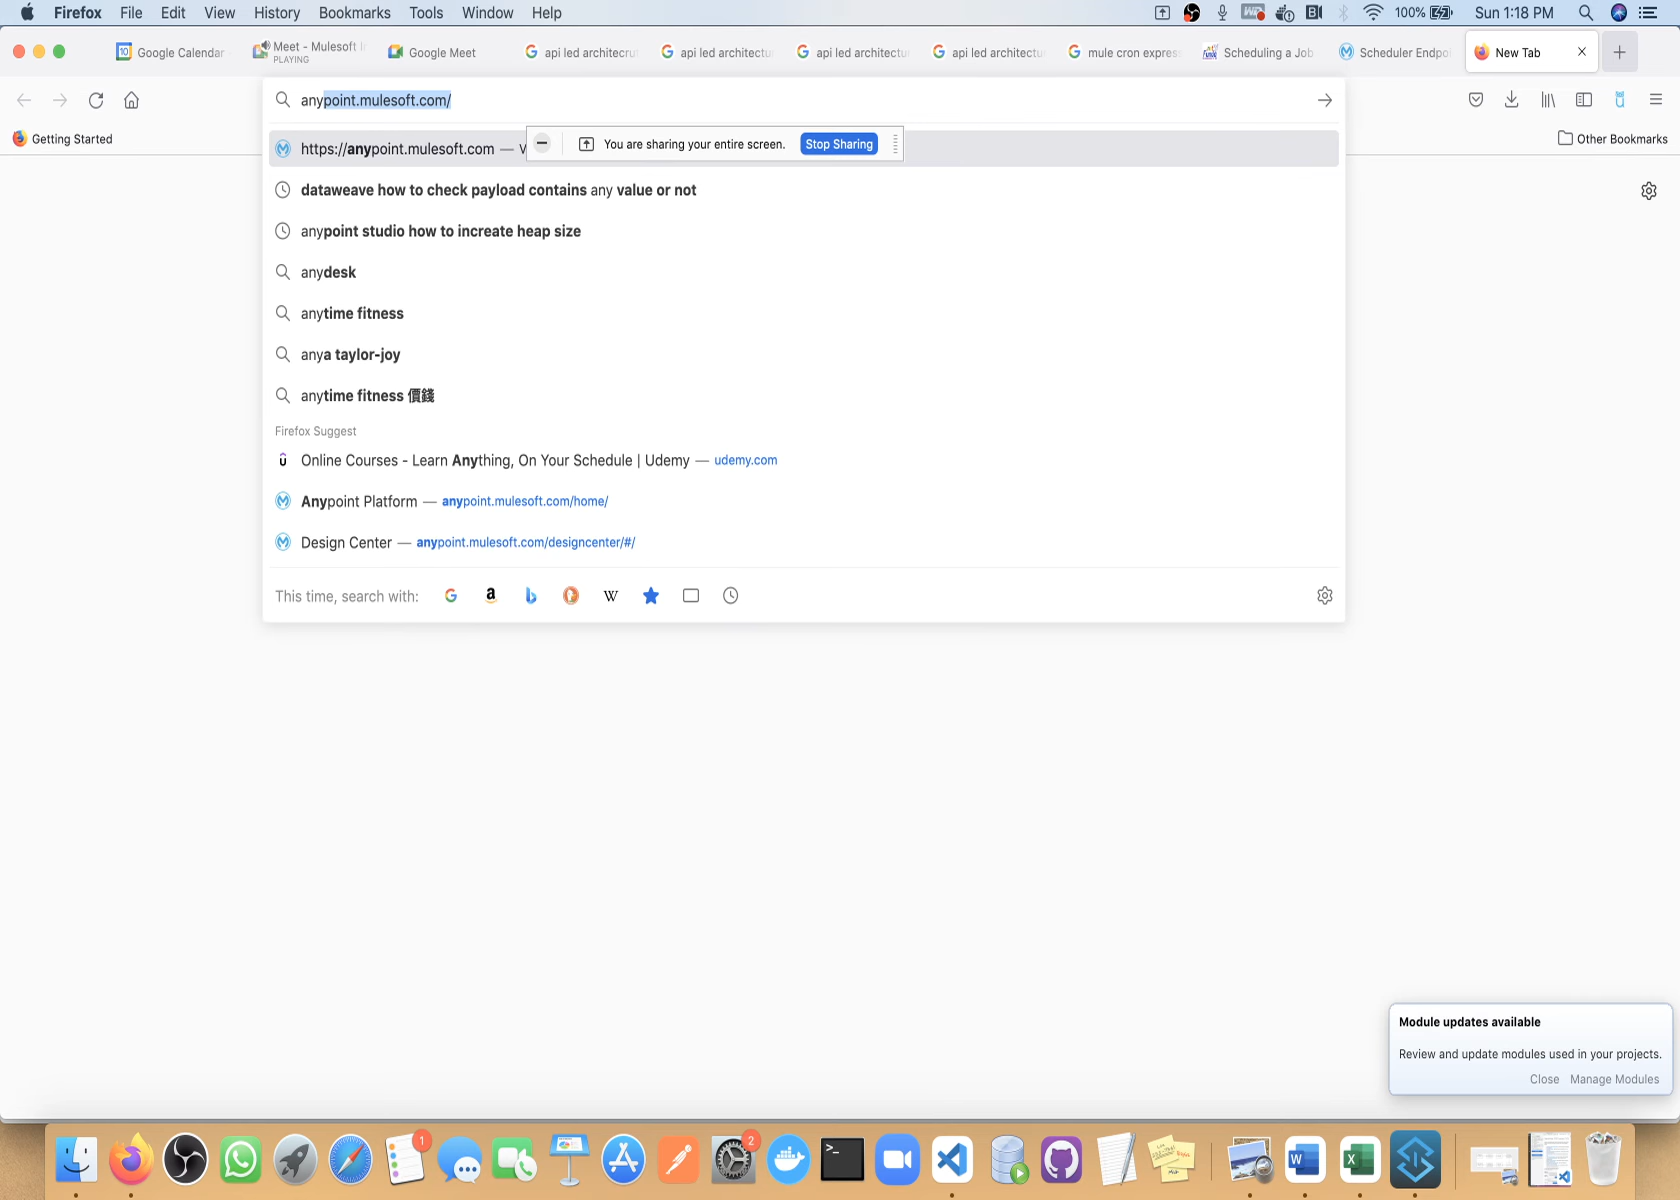 Firefox File Edit View History Bookmarks Tools Window Help 100% Sun 1:18 PM
Google Calendar Meet - Mulesoft Google Meet api led architecru api led architectu api led architectu api led architectu mule cron expres Scheduling a Job Scheduler Endpo New Tab
PLAYING
anypoint.mulesoft.com/
Getting Started Other Bookmarks
https://anypoint.mulesoft.com — V
You are sharing your entire screen. Stop Sharing
dataweave how to check payload contains any value or not
anypoint studio how to increate heap size
anydesk
anytime fitness
anya taylor-joy
anytime fitness 價錢
Firefox Suggest
Online Courses - Learn Anything, On Your Schedule | Udemy — udemy.com
Anypoint Platform — anypoint.mulesoft.com/home/
Design Center — anypoint.mulesoft.com/designcenter/#/
This time, search with:
Module updates available
Review and update modules used in your projects.
Close Manage Modules
1 2